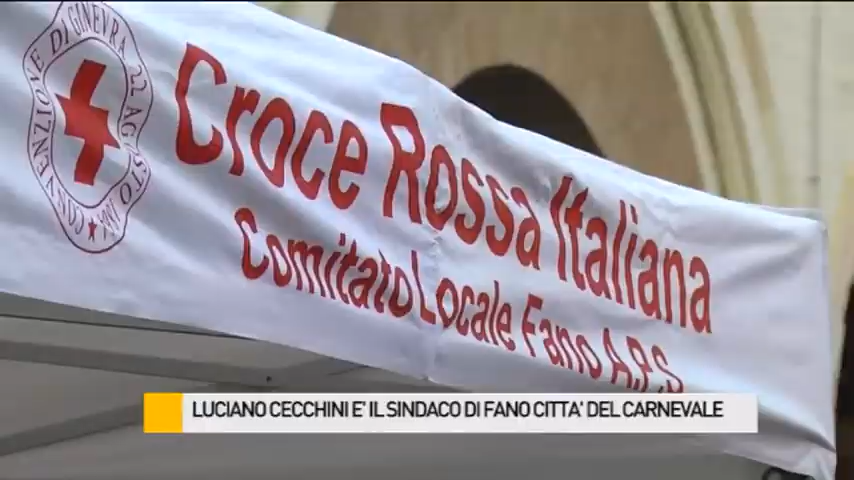 CONVENZIONE DI GINEVRA 22 AGOSTO 1864
Croce Rossa Italiana
Comitato Locale Fano A.P.S.
LUCIANO CECCHINI E' IL SINDACO DI FANO CITTA' DEL CARNEVALE